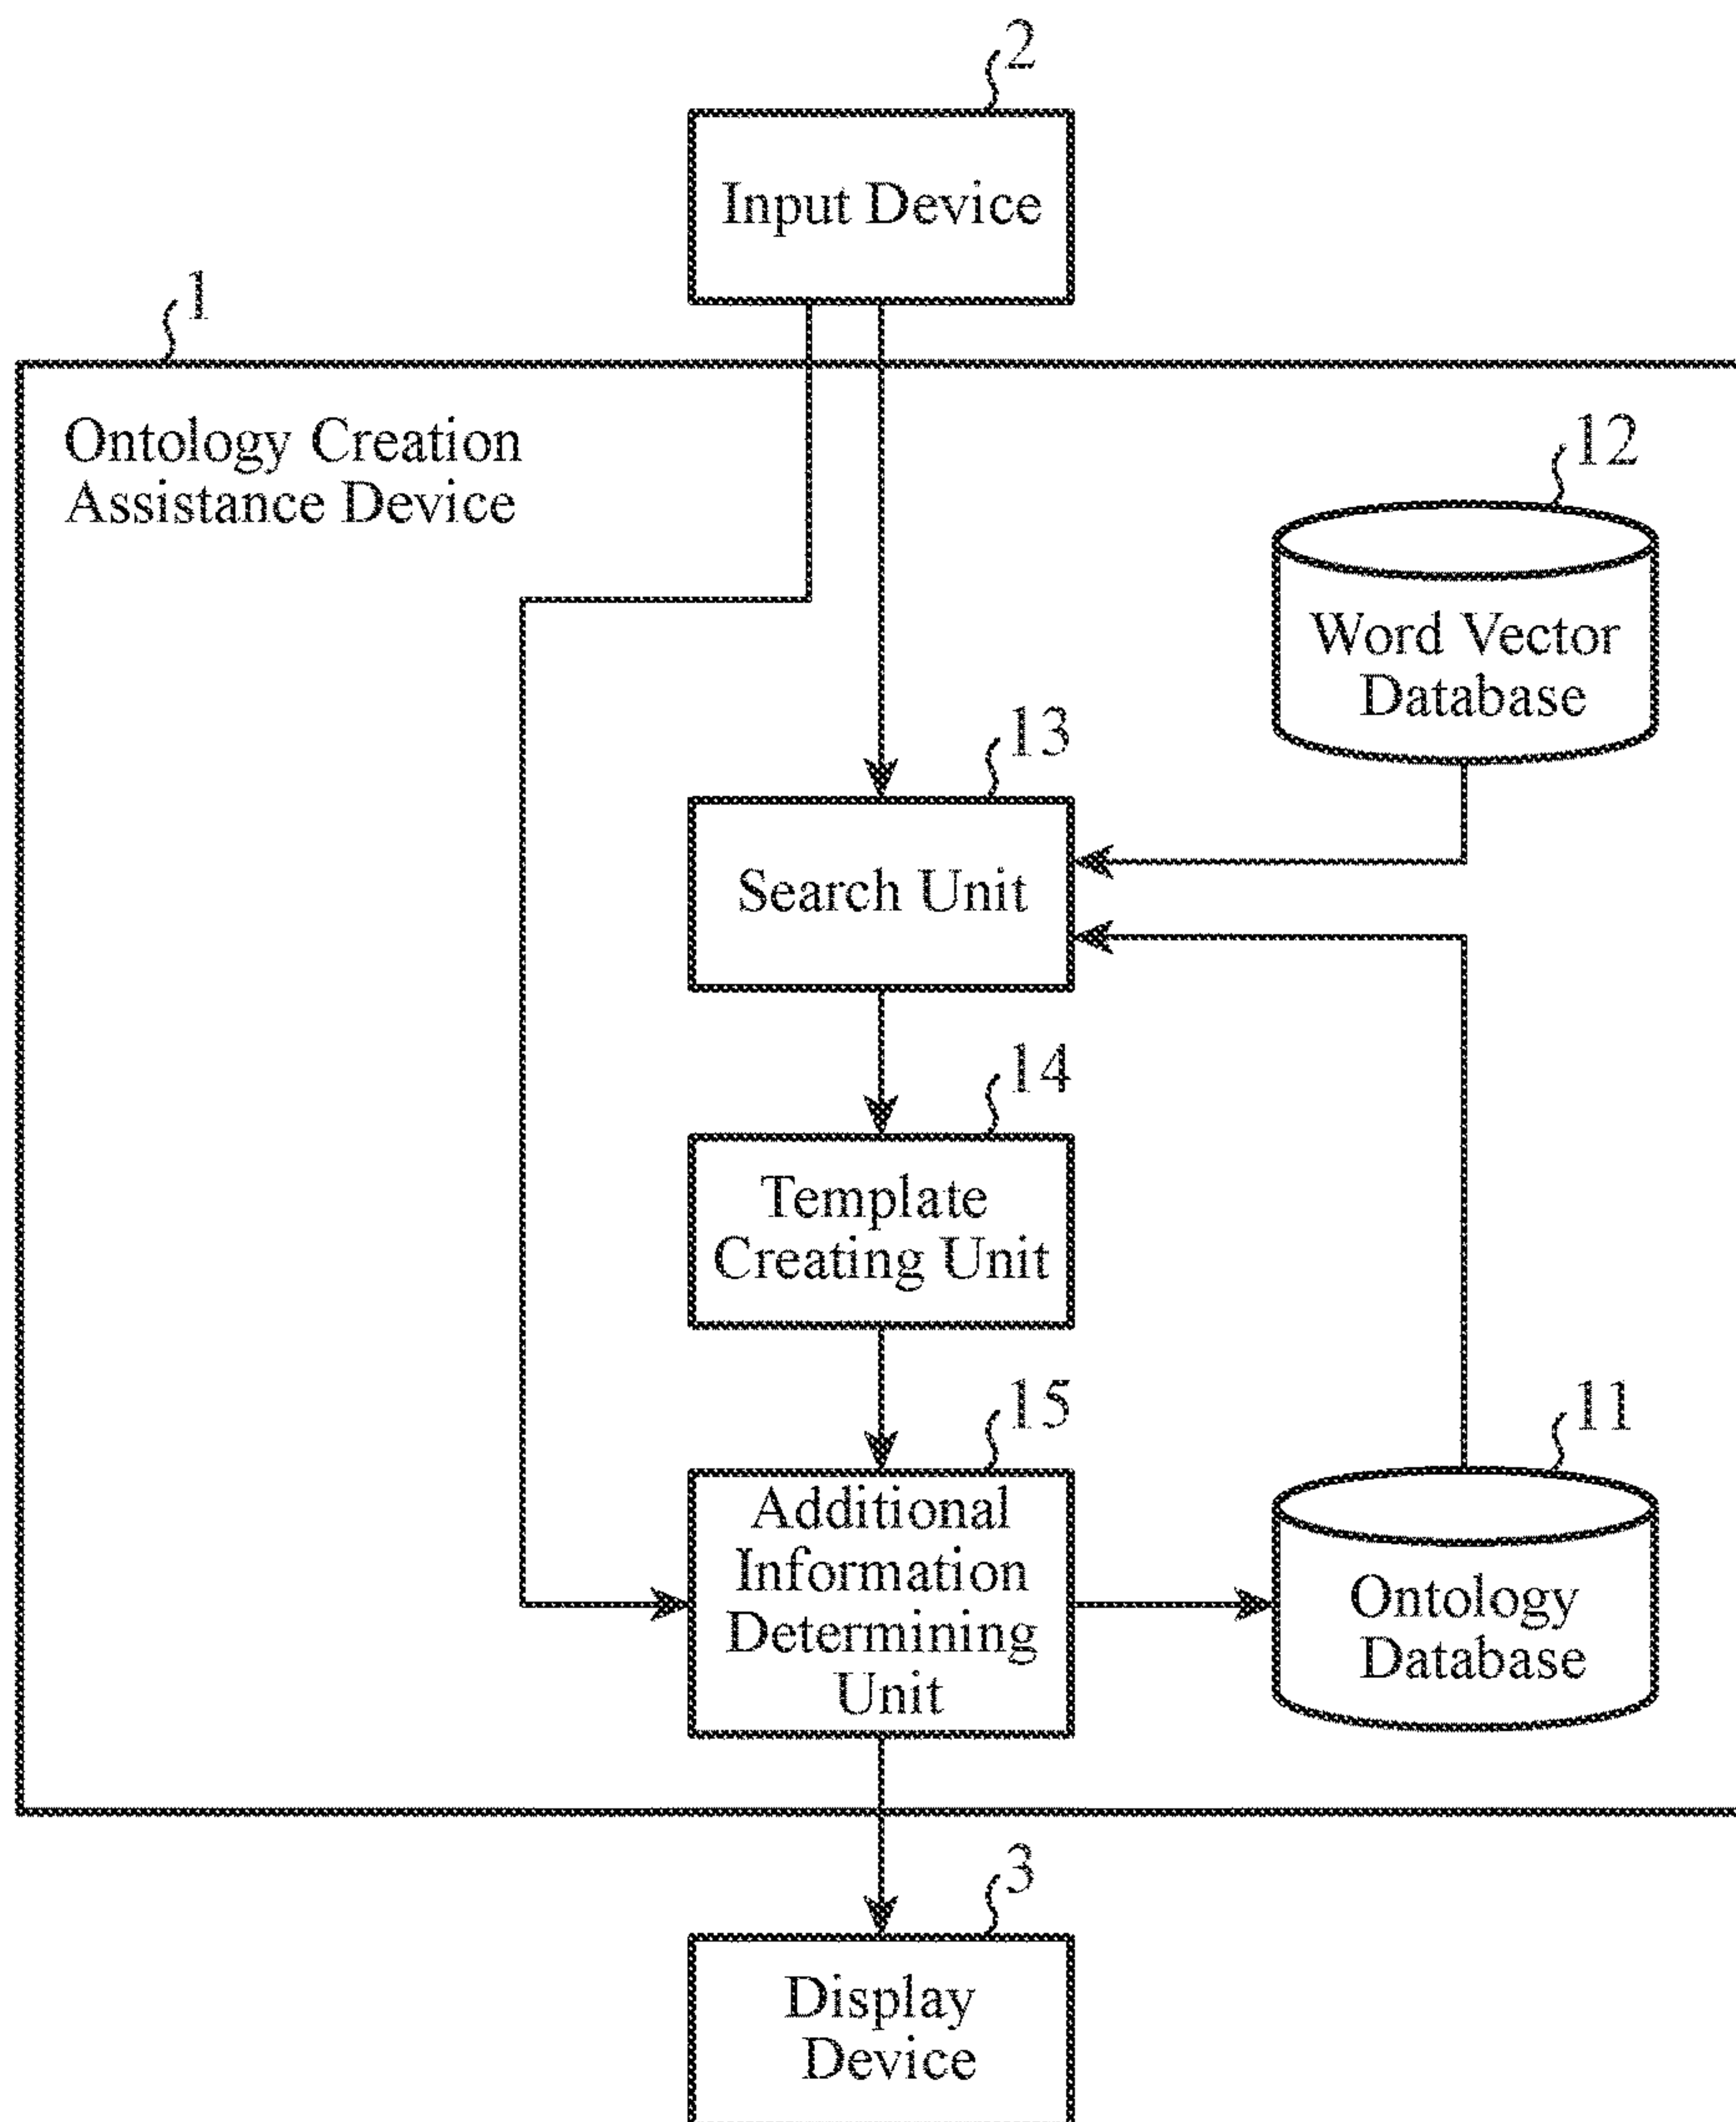 2
Input Device
1
Ontology Creation
Assistance Device
12
Word Vector
Database
13
Search Unit
14
Template
Creating Unit
15
Additional
Information
Determining
Unit
11
Ontology
Database
3
Display
Device